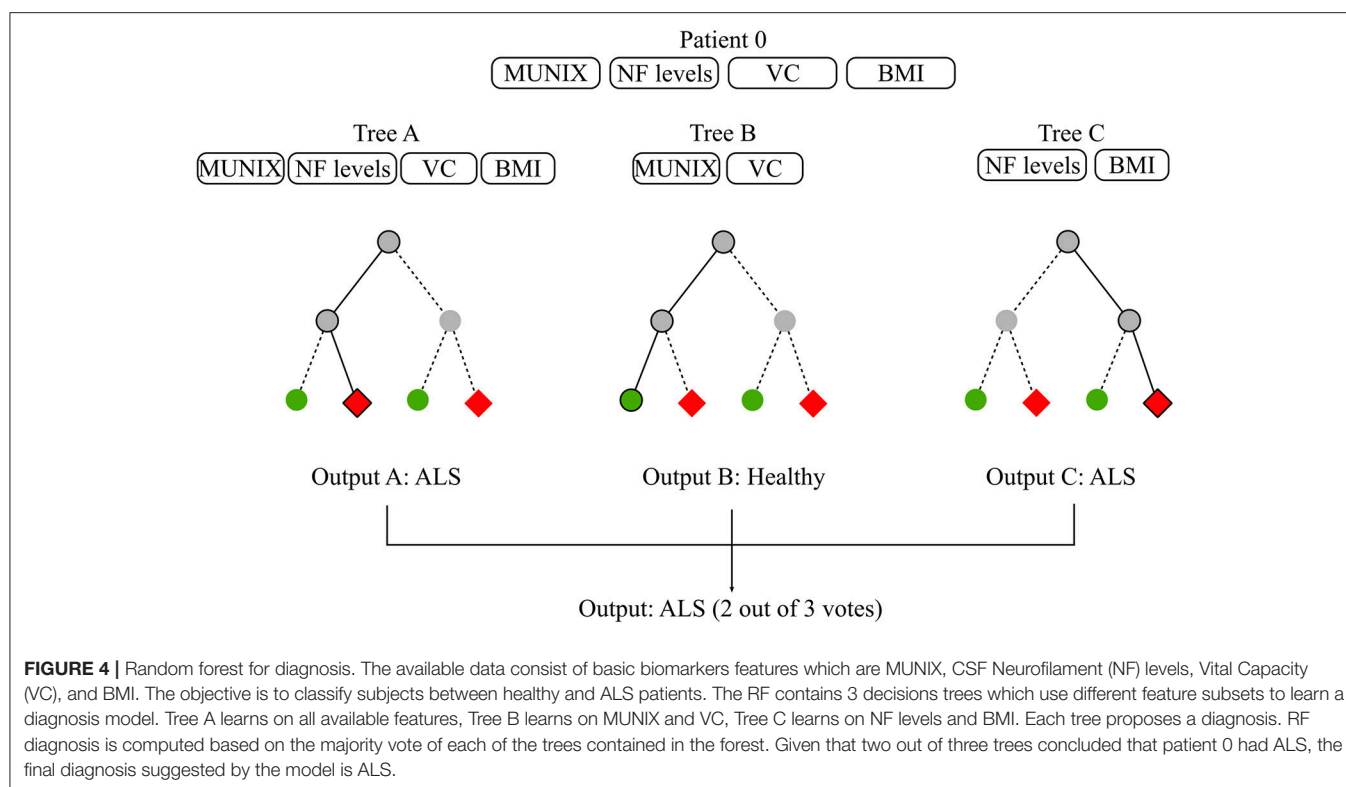 Patient 0
MUNIX NF levels VC BMI
Tree A Tree B Tree C
MUNIX NF levels VC BMI MUNIX VC NF levels BMI
Output A: ALS Output B: Healthy Output C: ALS
Output: ALS (2 out of 3 votes)
FIGURE 4 | Random forest for diagnosis. The available data consist of basic biomarkers features which are MUNIX, CSF Neurofilament (NF) levels, Vital Capacity
(VC), and BMI. The objective is to classify subjects between healthy and ALS patients. The RF contains 3 decisions trees which use different feature subsets to learn a
diagnosis model. Tree A learns on all available features, Tree B learns on MUNIX and VC, Tree C learns on NF levels and BMI. Each tree proposes a diagnosis. RF
diagnosis is computed based on the majority vote of each of the trees contained in the forest. Given that two out of three trees concluded that patient 0 had ALS, the
final diagnosis suggested by the model is ALS.